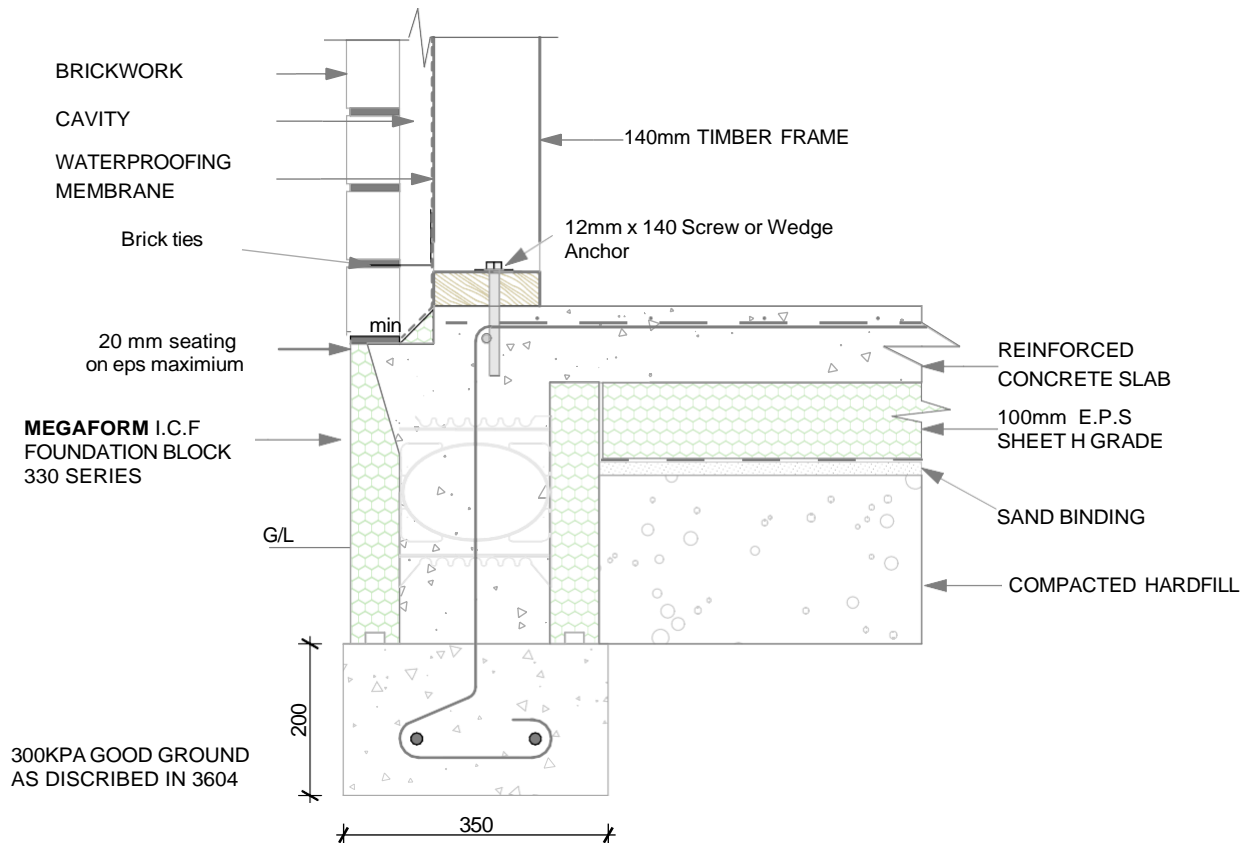 BRICKWORK
CAVITY
WATERPROOFING
MEMBRANE
Brick ties
min
20 mm seating
on eps maximium
MEGAFORM I.C.F
FOUNDATION BLOCK
330 SERIES
G/L
300KPA GOOD GROUND
AS DISCRIBED IN 3604
200
350
140mm TIMBER FRAME
12mm x 140 Screw or Wedge
Anchor
REINFORCED
CONCRETE SLAB
100mm E.P.S
SHEET H GRADE
SAND BINDING
COMPACTED HARDFILL